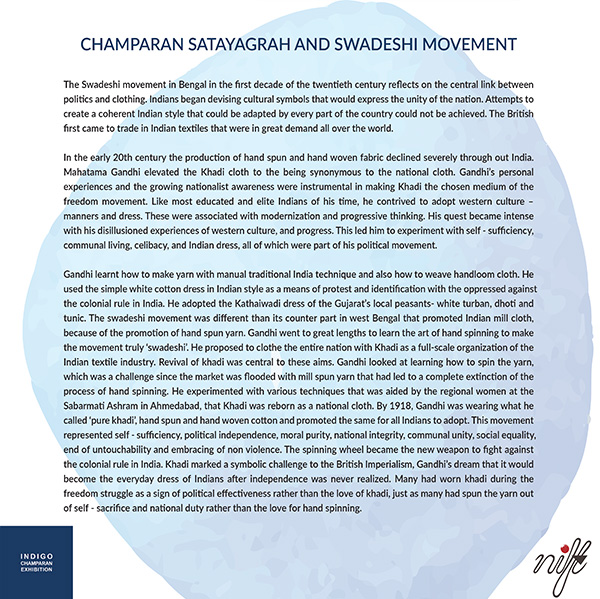 CHAMPARAN SATAYAGRAH AND SWADESHI MOVEMENT
The Swadeshi movement in Bengal in the first decade of the twentieth century reflects on the central link between
politics and clothing. Indians began devising cultural symbols that would express the unity of the nation. Attempts to
create a coherent Indian style that could be adapted by every part of the country could not be achieved. The British
first came to trade in Indian textiles that were in great demand all over the world.
In the early 20th century the production of hand spun and hand woven fabric declined severely through out India.
Mahatama Gandhi elevated the Khadi cloth to the being synonymous to the national cloth. Gandhi's personal
experiences and the growing nationalist awareness were instrumental in making Khadi the chosen medium of the
freedom movement. Like most educated and elite Indians of his time, he contrived to adopt western culture –
manners and dress. These were associated with modernization and progressive thinking. His quest became intense
with his disillusioned experiences of western culture, and progress. This led him to experiment with self - sufficiency,
communal living, celibacy, and Indian dress, all of which were part of his political movement.
Gandhi learnt how to make yarn with manual traditional India technique and also how to weave handloom cloth. He
used the simple white cotton dress in Indian style as a means of protest and identification with the oppressed against
the colonial rule in India. He adopted the Kathaiwadi dress of the Gujarat's local peasants- white turban, dhoti and
tunic. The swadeshi movement was different than its counter part in west Bengal that promoted Indian mill cloth,
because of the promotion of hand spun yarn. Gandhi went to great lengths to learn the art of hand spinning to make
the movement truly 'swadeshi'. He proposed to clothe the entire nation with Khadi as a full-scale organization of the
Indian textile industry. Revival of khadi was central to these aims. Gandhi looked at learning how to spin the yarn,
which was a challenge since the market was flooded with mill spun yarn that had led to a complete extinction of the
process of hand spinning. He experimented with various techniques that was aided by the regional women at the
Sabarmati Ashram in Ahmedabad, that Khadi was reborn as a national cloth. By 1918, Gandhi was wearing what he
called 'pure khadi', hand spun and hand woven cotton and promoted the same for all Indians to adopt. This movement
represented self - sufficiency, political independence, moral purity, national integrity, communal unity, social equality,
end of untouchability and embracing of non violence. The spinning wheel became the new weapon to fight against
the colonial rule in India. Khadi marked a symbolic challenge to the British Imperialism, Gandhi's dream that it would
become the everyday dress of Indians after independence was never realized. Many had worn khadi during the
freedom struggle as a sign of political effectiveness rather than the love of khadi, just as many had spun the yarn out
of self - sacrifice and national duty rather than the love for hand spinning.
INDIGO
CHAMPARAN
EXHIBITION
nift